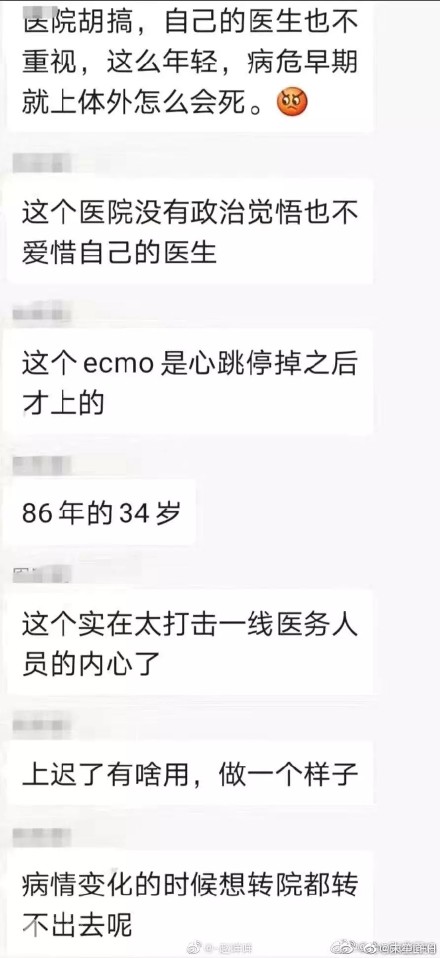 医院胡搞，自己的医生也不
重视，这么年轻，病危早期
就上体外怎么会死。
这个医院没有政治觉悟也不
爱惜自己的医生
这个ecmo是心跳停掉之后
才上的
86年的34岁
这个实在太打击一线医务人
员的内心了
上迟了有啥用，做一个样子
病情变化的时候想转院都转
不出去呢